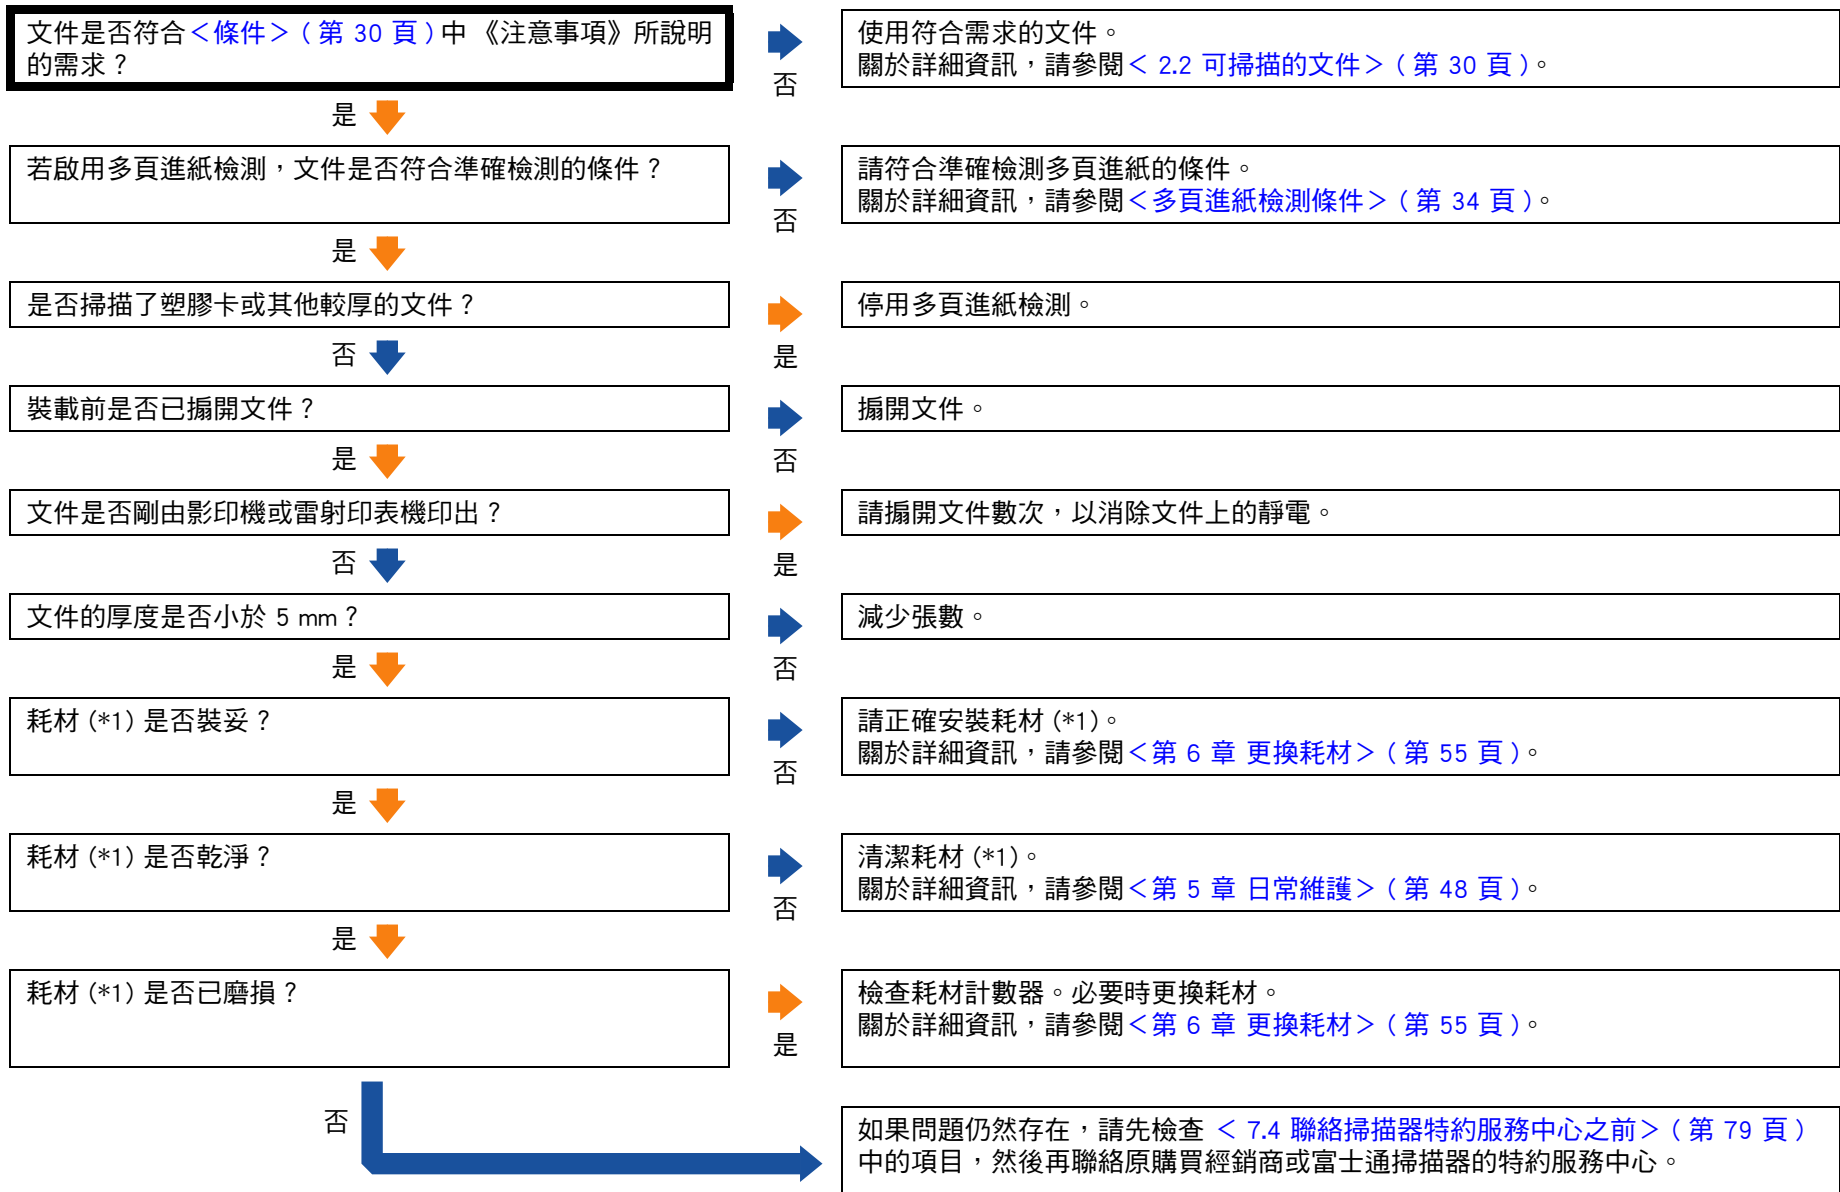 文件是否符合＜條件＞( 第 30 頁 ) 中 《注意事項》所說明
的需求？
否
使用符合需求的文件。
關於詳細資訊，請參閱＜ 2.2 可掃描的文件＞ ( 第 30 頁 )。
是
若啟用多頁進紙檢測，文件是否符合準確檢測的條件？
否
請符合準確檢測多頁進紙的條件。
關於詳細資訊，請參閱＜多頁進紙檢測條件＞ ( 第 34 頁 )。
是
是否掃描了塑膠卡或其他較厚的文件？
是
停用多頁進紙檢測。
否
裝載前是否已搧開文件？
否
搧開文件。
是
文件是否剛由影印機或雷射印表機印出？
是
請搧開文件數次，以消除文件上的靜電。
否
文件的厚度是否小於 5 mm？
否
減少張數。
是
耗材 (*1) 是否裝妥？
否
請正確安裝耗材 (*1)。
關於詳細資訊，請參閱＜第 6 章 更換耗材＞ ( 第 55 頁 )。
是
耗材 (*1) 是否乾淨？
否
清潔耗材 (*1)。
關於詳細資訊，請參閱＜第 5 章 日常維護＞ ( 第 48 頁 )。
是
耗材 (*1) 是否已磨損？
是
檢查耗材計數器。必要時更換耗材。
關於詳細資訊，請參閱＜第 6 章 更換耗材＞ ( 第 55 頁 )。
否
如果問題仍然存在，請先檢查 ＜ 7.4 聯絡掃描器特約服務中心之前＞ ( 第 79 頁 )
中的項目，然後再聯絡原購買經銷商或富士通掃描器的特約服務中心。